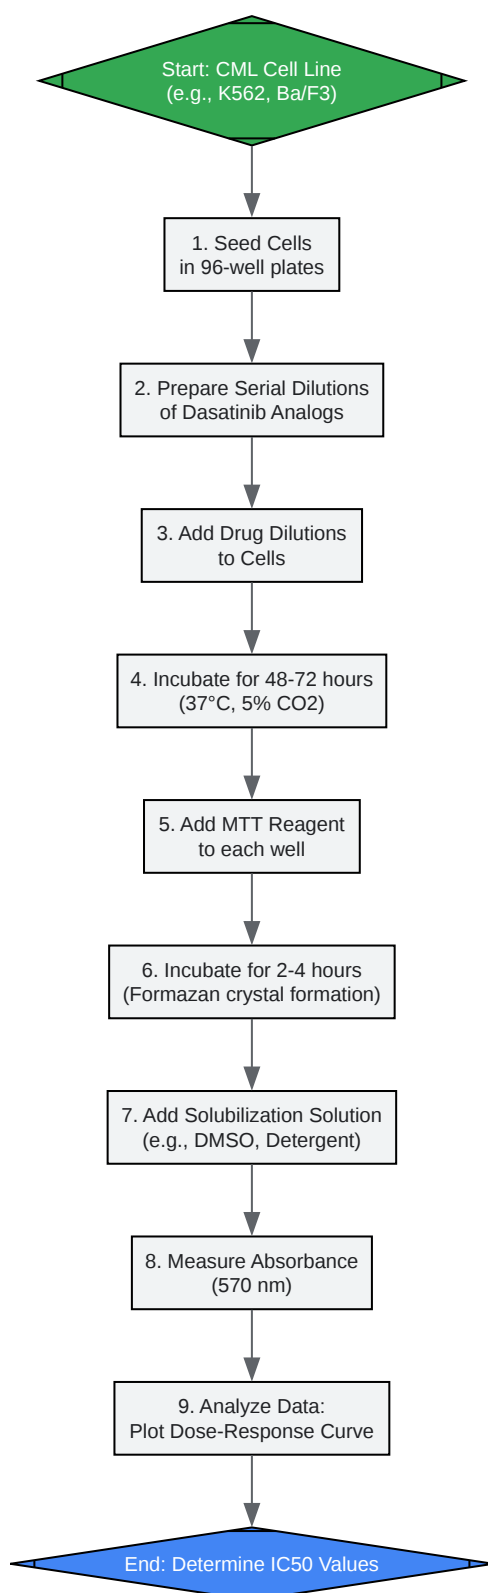 Start: CML Cell Line
(e.g., K562, Ba/F3)
1. Seed Cells
in 96-well plates
2. Prepare Serial Dilutions
of Dasatinib Analogs
3. Add Drug Dilutions
to Cells
4. Incubate for 48-72 hours
(37°C, 5% CO2)
5. Add MTT Reagent
to each well
6. Incubate for 2-4 hours
(Formazan crystal formation)
7. Add Solubilization Solution
(e.g., DMSO, Detergent)
8. Measure Absorbance
(570 nm)
9. Analyze Data:
Plot Dose-Response Curve
End: Determine IC50 Values